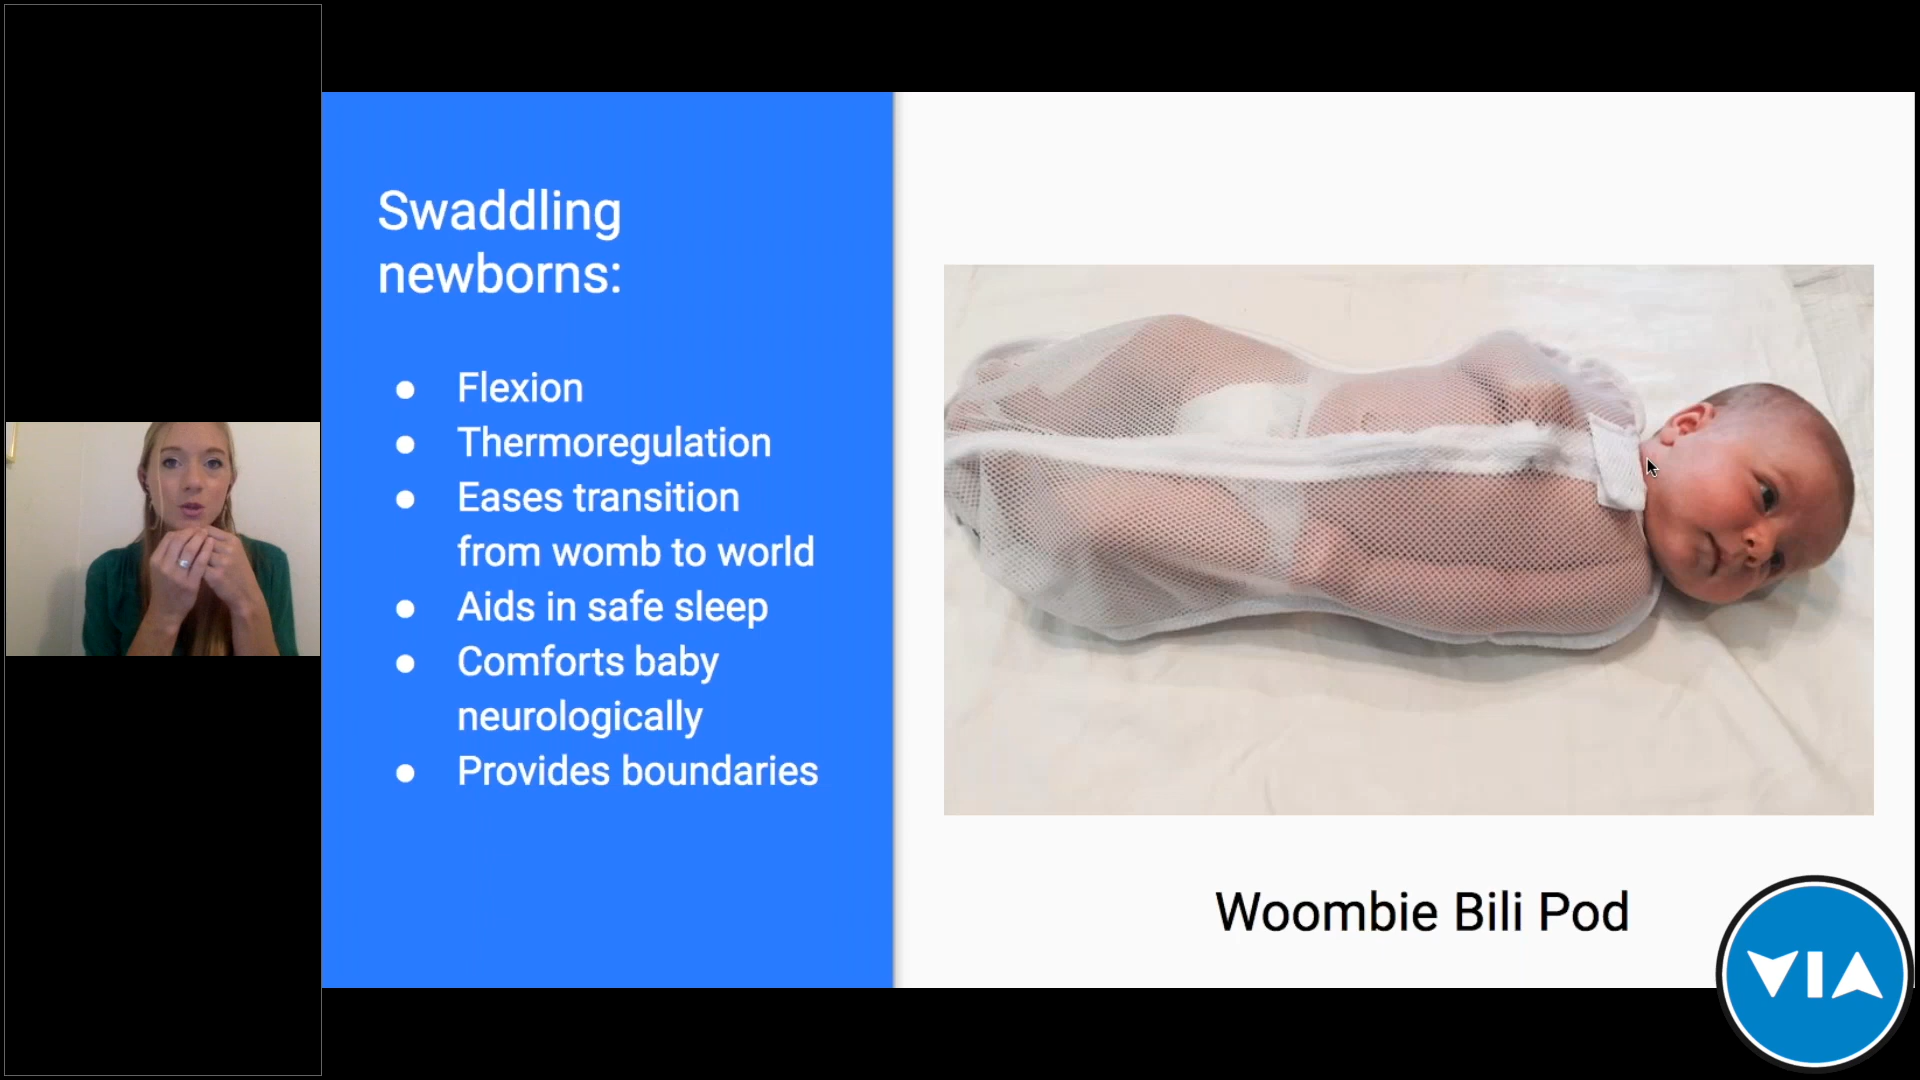 Swaddling
newborns:
● Flexion
● Thermoregulation
● Eases transition
from womb to world
● Aids in safe sleep
● Comforts baby
neurologically
● Provides boundaries
Woombie Bili Pod
VIA